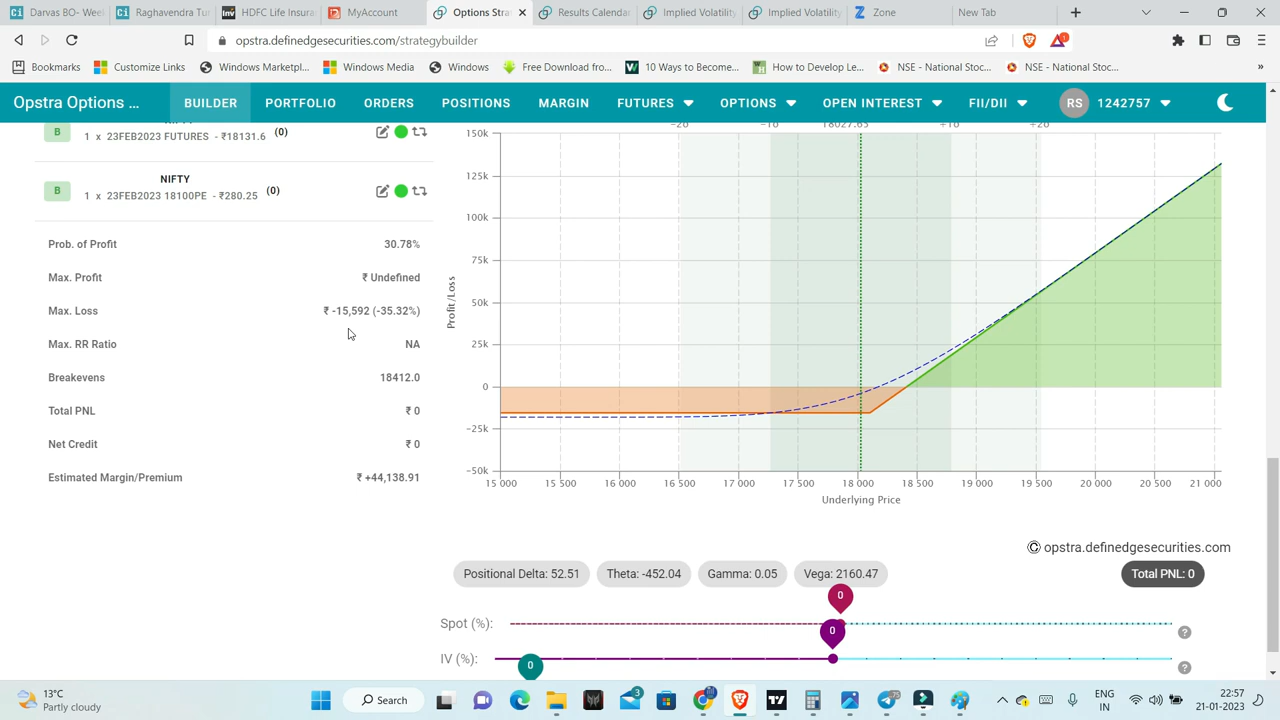 Darvas BO- Wee
Raghavendra Tur
Inv
HDFC Life Insura
MyAccount
Options Stra
Results Calendar
Implied Volatility
Implied Volatility
Zone
New Tab
opstra.definedgesecurities.com/strategybuilder
Bookmarks
Customize Links
Windows Marketpl...
Windows Media
Windows
Free Download fro...
10 Ways to Become...
How to Develop Le...
NSE - National Stoc...
NSE - National Stoc...
»
Opstra Options ...
BUILDER
PORTFOLIO
ORDERS
POSITIONS
MARGIN
FUTURES
OPTIONS
OPEN INTEREST
FII/DII
RS
1242757
B
1 x 23FEB2023 FUTURES - ₹18131.6 (0)
NIFTY
B
1 x 23FEB2023 18100PE - ₹280.25 (0)
Prob. of Profit 30.78%
Max. Profit ₹ Undefined
Max. Loss ₹ -15,592 (-35.32%)
Max. RR Ratio NA
Breakevens 18412.0
Total PNL ₹ 0
Net Credit ₹ 0
Estimated Margin/Premium ₹ +44,138.91
150k
125k
100k
75k
50k
25k
0
-25k
-50k
Profit/Loss
15 000
15 500
16 000
16 500
17 000
17 500
18 000
18 500
19 000
19 500
20 000
20 500
21 000
Underlying Price
© opstra.definedgesecurities.com
Positional Delta: 52.51
Theta: -452.04
Gamma: 0.05
Vega: 2160.47
Total PNL: 0
0
Spot (%):
?
0
IV (%):
?
0
13°C
Partly Cloudy
Search
3
75
ENG
IN
22:57
21-01-2023